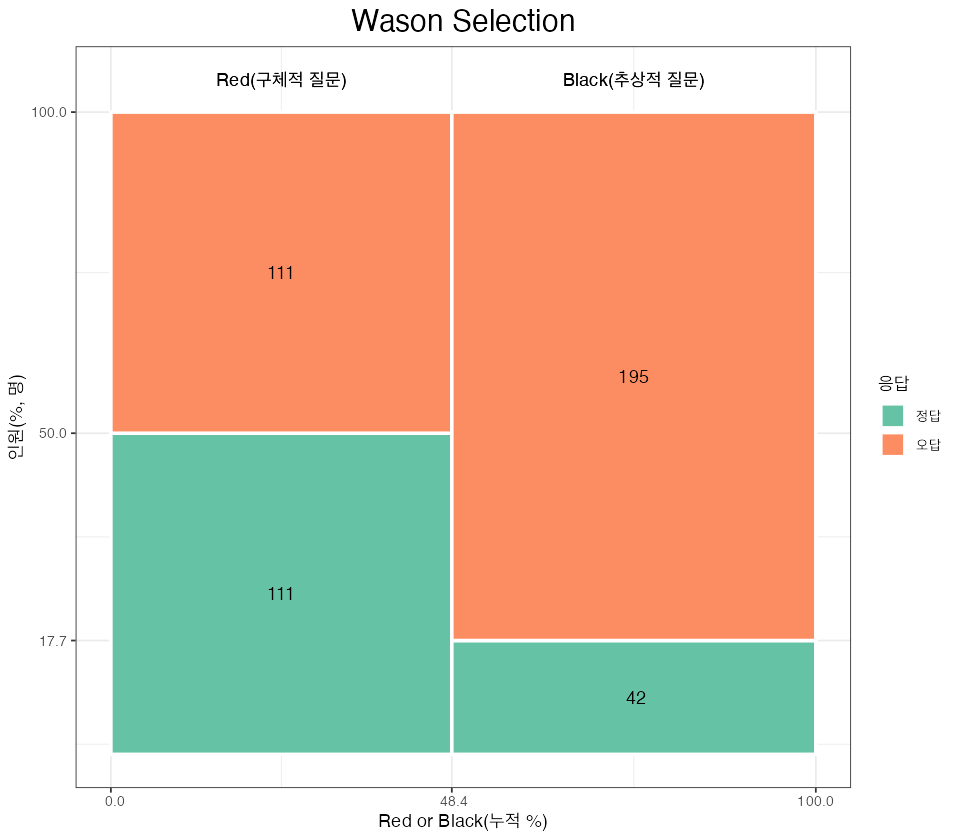 Wason Selection
Red(구체적 질문)
Black(추상적 질문)
100.0
50.0
17.7
인원(%, 명)
111
195
111
42
응답
정답
오답
0.0
48.4
100.0
Red or Black(누적 %)